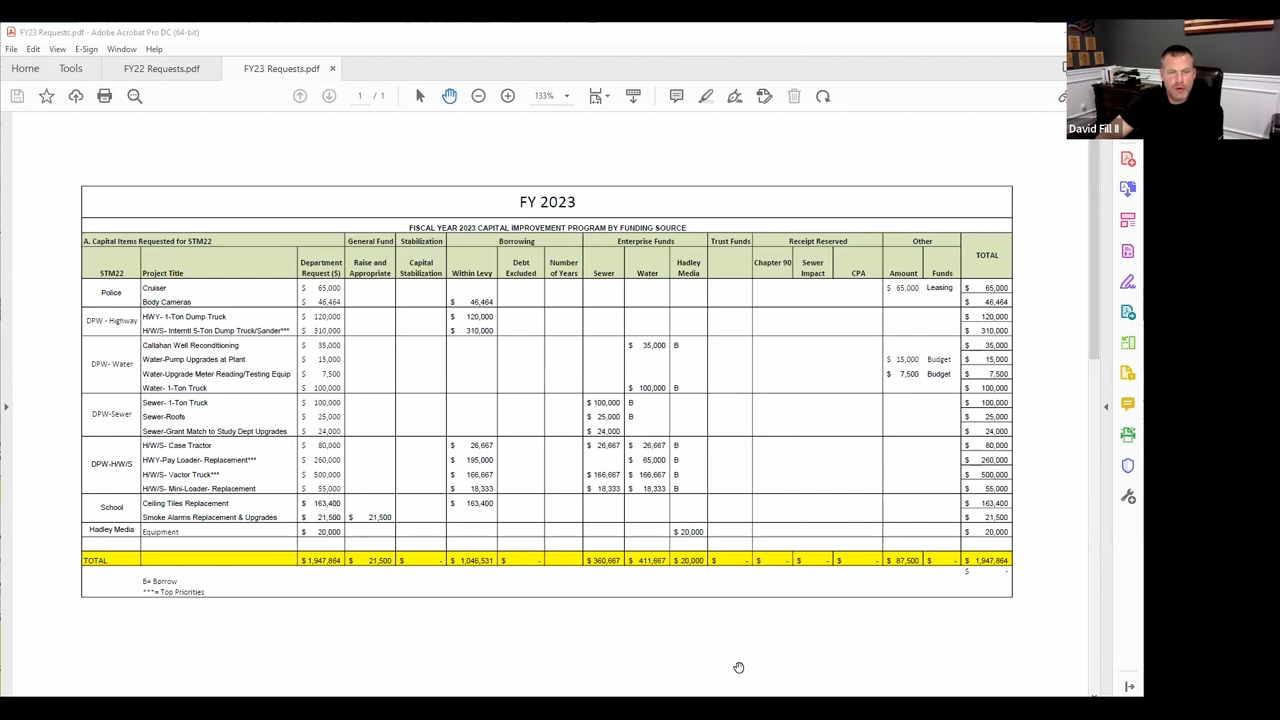 FY23 Requests.pdf - Adobe Acrobat Pro DC (64-bit)
File Edit View E-Sign Window Help
Home Tools FY22 Requests.pdf FY23 Requests.pdf ×
1 / 1 133%
David Fill II
FY 2023
FISCAL YEAR 2023 CAPITAL IMPROVEMENT PROGRAM BY FUNDING SOURCE
A. Capital Items Requested for STM22 General Fund Stabilization Borrowing Enterprise Funds Trust Funds Receipt Reserved Other TOTAL
STM22 Project Title Department Request ($) Raise and Appropriate Capital Stabilization Within Levy Debt Excluded Number of Years Sewer Water Hadley Media Chapter 90 Sewer Impact CPA Amount Funds
Police Cruiser $ 65,000 $ 65,000 Leasing $ 65,000
Body Cameras $ 46,464 $ 46,464 $ 46,464
DPW - Highway HWY- 1-Ton Dump Truck $ 120,000 $ 120,000 $ 120,000
H/W/S- Interntl 5-Ton Dump Truck/Sander*** $ 310,000 $ 310,000 $ 310,000
DPW- Water Callahan Well Reconditioning $ 35,000 $ 35,000 B $ 35,000
Water-Pump Upgrades at Plant $ 15,000 $ 15,000 Budget $ 15,000
Water-Upgrade Meter Reading/Testing Equip $ 7,500 $ 7,500 Budget $ 7,500
Water- 1-Ton Truck $ 100,000 $ 100,000 B $ 100,000
DPW-Sewer Sewer- 1-Ton Truck $ 100,000 $ 100,000 B $ 100,000
Sewer-Roofs $ 25,000 $ 25,000 B $ 25,000
Sewer-Grant Match to Study Dept Upgrades $ 24,000 $ 24,000 $ 24,000
DPW-H/W/S H/W/S- Case Tractor $ 80,000 $ 26,667 $ 26,667 $ 26,667 B $ 80,000
HWY-Pay Loader- Replacement*** $ 260,000 $ 195,000 $ 65,000 B $ 260,000
H/W/S- Vactor Truck*** $ 500,000 $ 166,667 $ 166,667 $ 166,667 B $ 500,000
H/W/S- Mini-Loader- Replacement $ 55,000 $ 18,333 $ 18,333 $ 18,333 B $ 55,000
School Ceiling Tiles Replacement $ 163,400 $ 163,400 $ 163,400
Smoke Alarms Replacement & Upgrades $ 21,500 $ 21,500 $ 21,500
Hadley Media Equipment $ 20,000 $ 20,000 $ 20,000
TOTAL $ 1,947,864 $ 21,500 $ - $ 1,046,531 $ - $ 360,667 $ 411,667 $ 20,000 $ - $ - $ - $ - $ 87,500 $ - $ 1,947,864
$ -
B= Borrow
***= Top Priorities